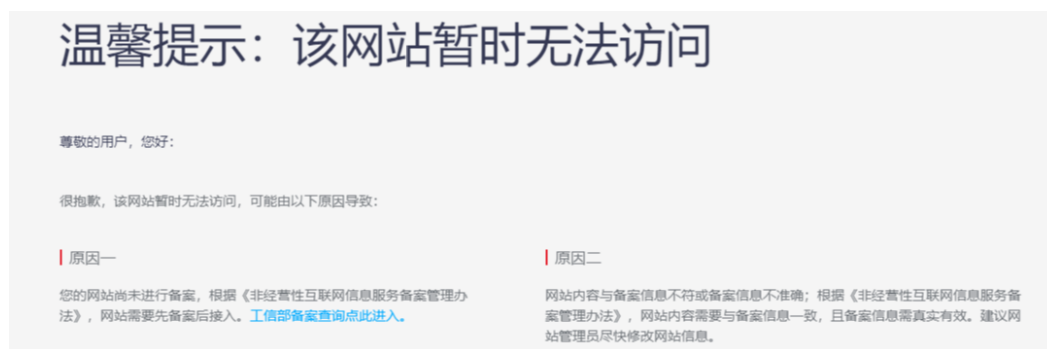 温馨提示：该网站暂时无法访问
尊敬的用户，您好：
很抱歉，该网站暂时无法访问，可能由以下原因导致：
原因一
您的网站尚未进行备案，根据《非经营性互联网信息服务备案管理办
法》，网站需要先备案后接入。工信部备案查询点此进入。
原因二
网站内容与备案信息不符或备案信息不准确；根据《非经营性互联网信息服务备
案管理办法》，网站内容需要与备案信息一致，且备案信息需真实有效。建议网
站管理员尽快修改网站信息。